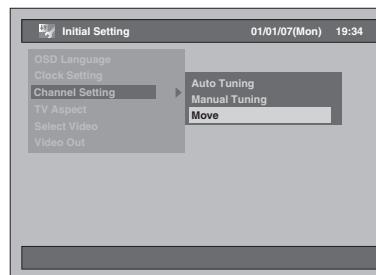 Initial Setting 01/01/07(Mon) 19:34
OSD Language
Clock Setting
Channel Setting
TV Aspect
Select Video
Video Out
Auto Tuning
Manual Tuning
Move